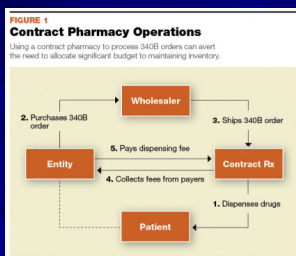 FIGURE 1
Contract Pharmacy Operations
Using a contract pharmacy to process 340B orders can avert
the need to allocate significant budget to maintaining inventory.
Wholesaler
2. Purchases 340B
order
3. Ships 340B order
5. Pays dispensing fee
Entity
Contract Rx
4. Collects fees from payers
1. Dispenses drugs
Patient